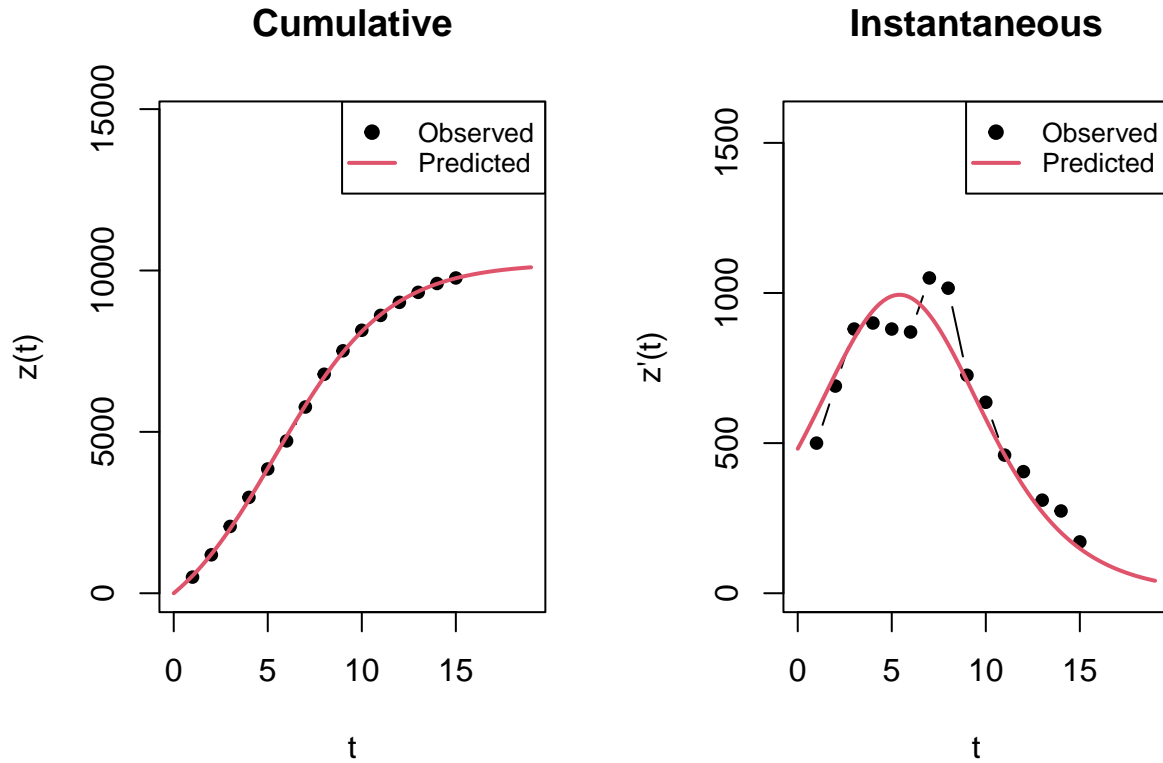 Cumulative
15000
10000
5000
0
z(t)
0 5 10 15
t
Observed
Predicted
Instantaneous
1500
1000
500
0
z'(t)
0 5 10 15
t
Observed
Predicted